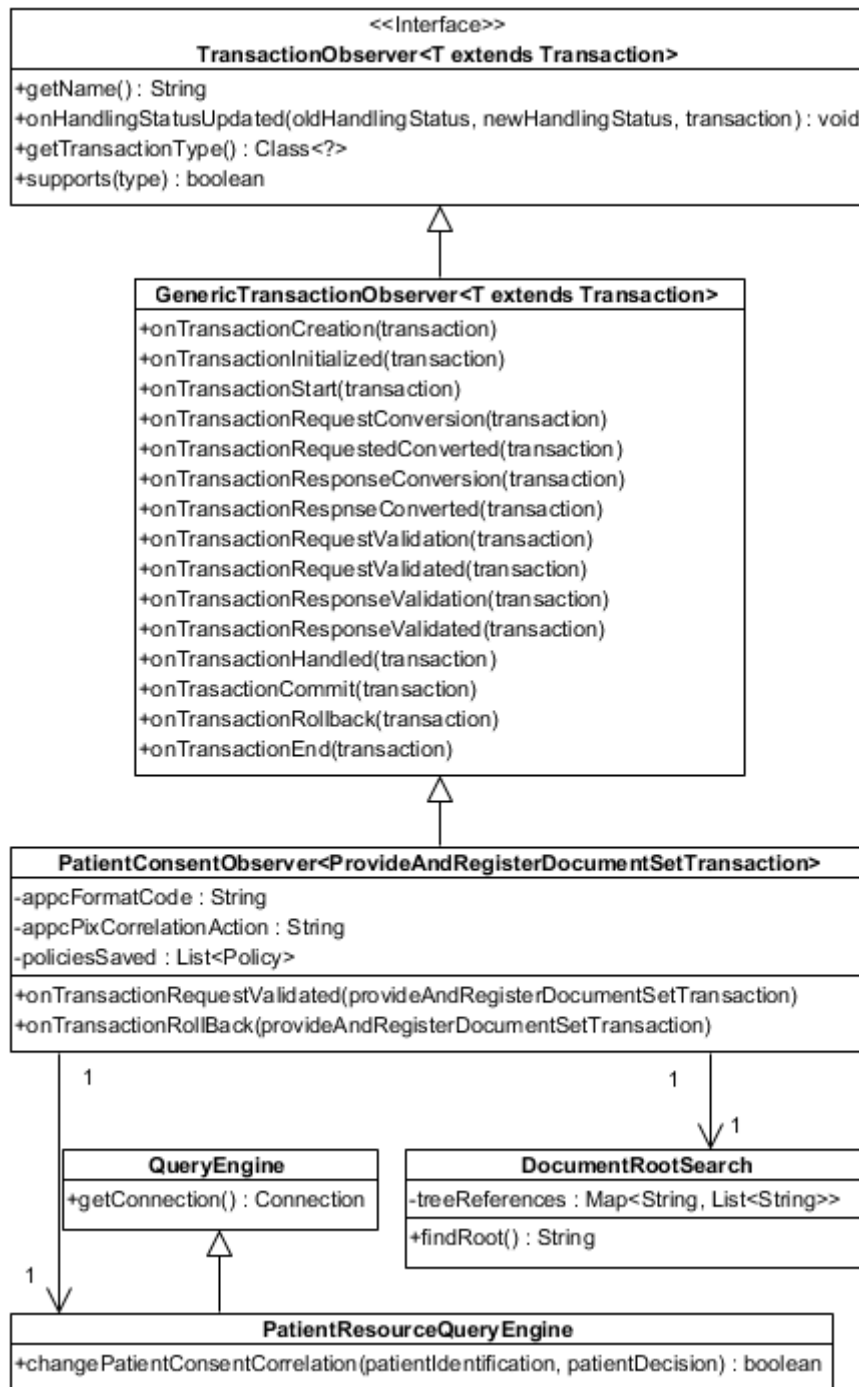 <<Interface>>
TransactionObserver<T extends Transaction>
+getName() : String
+onHandlingStatusUpdated(oldHandlingStatus, newHandlingStatus, transaction) : void
+getTransactionType() : Class<?>
+supports(type) : boolean
GenericTransactionObserver<T extends Transaction>
+onTransactionCreation(transaction)
+onTransactionInitialized(transaction)
+onTransactionStart(transaction)
+onTransactionRequestConversion(transaction)
+onTransactionRequestedConverted(transaction)
+onTransactionResponseConversion(transaction)
+onTransactionRespnseConverted(transaction)
+onTransactionRequestValidation(transaction)
+onTransactionRequestValidated(transaction)
+onTransactionResponseValidation(transaction)
+onTransactionResponseValidated(transaction)
+onTransactionHandled(transaction)
+onTrasactionCommit(transaction)
+onTransactionRollback(transaction)
+onTransactionEnd(transaction)
PatientConsentObserver<ProvideAndRegisterDocumentSetTransaction>
-appcFormatCode : String
-appcPixCorrelationAction : String
-policiesSaved : List<Policy>
+onTransactionRequestValidated(provideAndRegisterDocumentSetTransaction)
+onTransactionRollBack(provideAndRegisterDocumentSetTransaction)
1
1
1
QueryEngine
+getConnection() : Connection
DocumentRootSearch
-treeReferences : Map<String, List<String>>
+findRoot() : String
1
PatientResourceQueryEngine
+changePatientConsentCorrelation(patientIdentification, patientDecision) : boolean